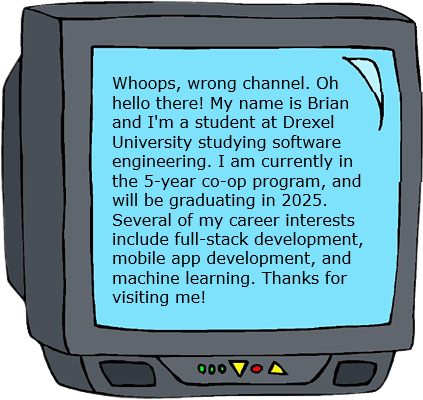 Whoops, wrong channel. Oh
hello there! My name is Brian
and I'm a student at Drexel
University studying software
engineering. I am currently in
the 5-year co-op program, and
will be graduating in 2025.
Several of my career interests
include full-stack development,
mobile app development, and
machine learning. Thanks for
visiting me!